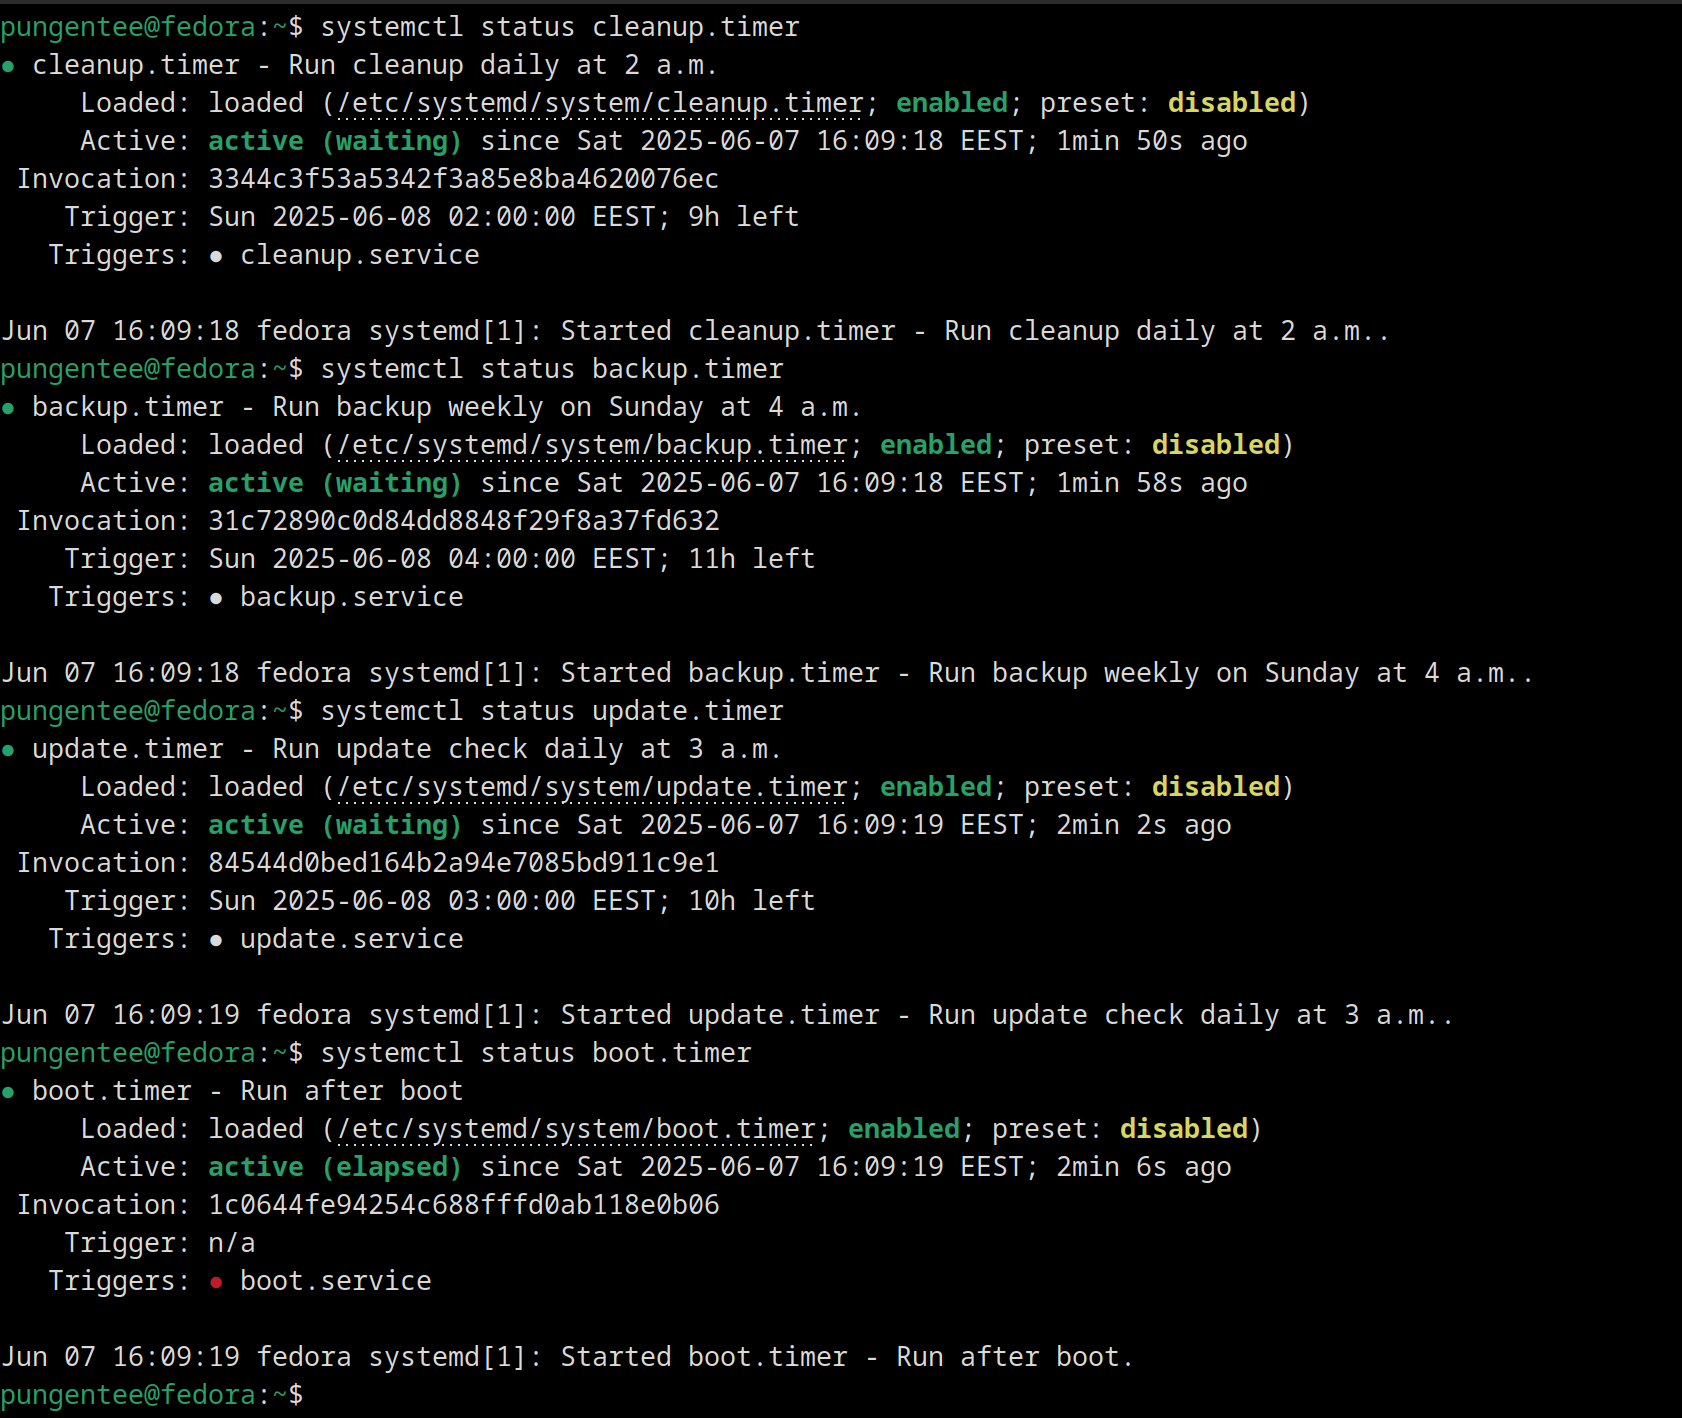 pungentee@fedora:~$ systemctl status cleanup.timer
● cleanup.timer - Run cleanup daily at 2 a.m.
     Loaded: loaded (/etc/systemd/system/cleanup.timer; enabled; preset: disabled)
     Active: active (waiting) since Sat 2025-06-07 16:09:18 EEST; 1min 50s ago
 Invocation: 3344c3f53a5342f3a85e8ba4620076ec
    Trigger: Sun 2025-06-08 02:00:00 EEST; 9h left
   Triggers: ● cleanup.service

Jun 07 16:09:18 fedora systemd[1]: Started cleanup.timer - Run cleanup daily at 2 a.m..
pungentee@fedora:~$ systemctl status backup.timer
● backup.timer - Run backup weekly on Sunday at 4 a.m.
     Loaded: loaded (/etc/systemd/system/backup.timer; enabled; preset: disabled)
     Active: active (waiting) since Sat 2025-06-07 16:09:18 EEST; 1min 58s ago
 Invocation: 31c72890c0d84dd8848f29f8a37fd632
    Trigger: Sun 2025-06-08 04:00:00 EEST; 11h left
   Triggers: ● backup.service

Jun 07 16:09:18 fedora systemd[1]: Started backup.timer - Run backup weekly on Sunday at 4 a.m..
pungentee@fedora:~$ systemctl status update.timer
● update.timer - Run update check daily at 3 a.m.
     Loaded: loaded (/etc/systemd/system/update.timer; enabled; preset: disabled)
     Active: active (waiting) since Sat 2025-06-07 16:09:19 EEST; 2min 2s ago
 Invocation: 84544d0bed164b2a94e7085bd911c9e1
    Trigger: Sun 2025-06-08 03:00:00 EEST; 10h left
   Triggers: ● update.service

Jun 07 16:09:19 fedora systemd[1]: Started update.timer - Run update check daily at 3 a.m..
pungentee@fedora:~$ systemctl status boot.timer
● boot.timer - Run after boot
     Loaded: loaded (/etc/systemd/system/boot.timer; enabled; preset: disabled)
     Active: active (elapsed) since Sat 2025-06-07 16:09:19 EEST; 2min 6s ago
 Invocation: 1c0644fe94254c688fffd0ab118e0b06
    Trigger: n/a
   Triggers: ● boot.service

Jun 07 16:09:19 fedora systemd[1]: Started boot.timer - Run after boot.
pungentee@fedora:~$